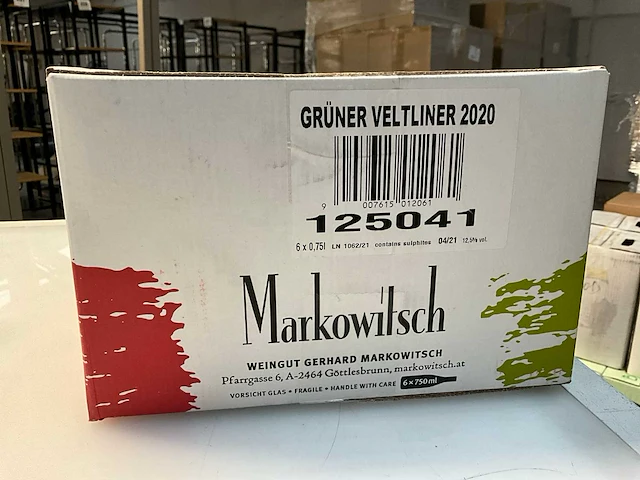 GRÜNER VELTLINER 2020
9 007615 012061
125041
6 x 0,75l LN 1062/21 contains sulphites 04/21 12,5% vol.
Markowitsch
WEINGUT GERHARD MARKOWITSCH
Pfarrgasse 6, A-2464 Göttlesbrunn, markowitsch.at
VORSICHT GLAS • FRAGILE • HANDLE WITH CARE 6 × 750 ml